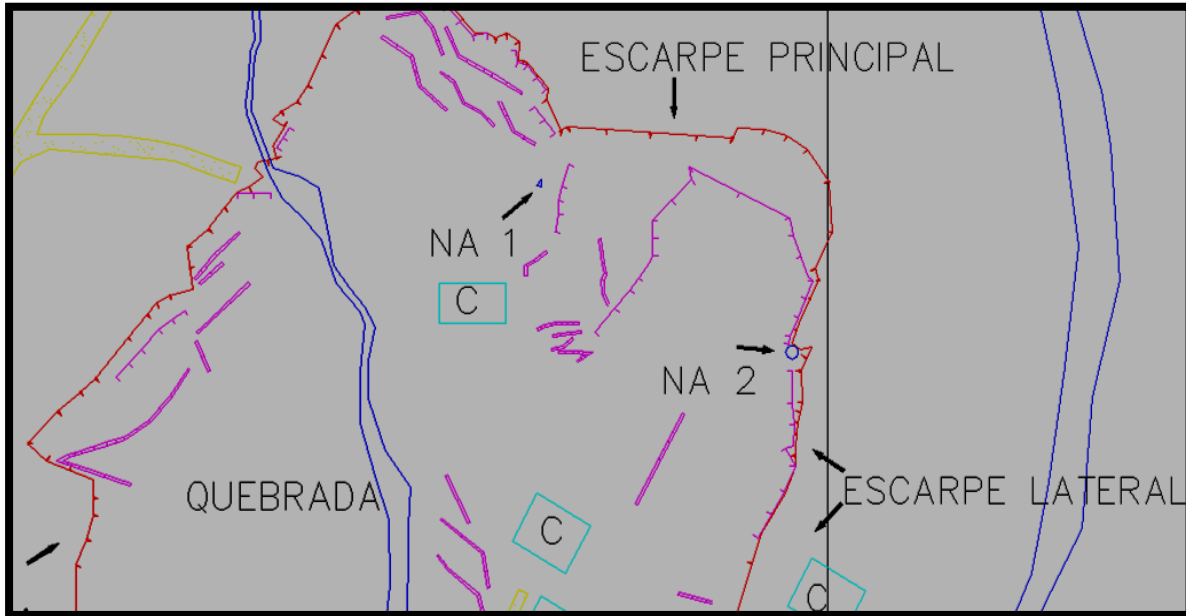 ESCARPE PRINCIPAL
NA 1
C
NA 2
QUEBRADA
ESCARPE LATERAL
C
C